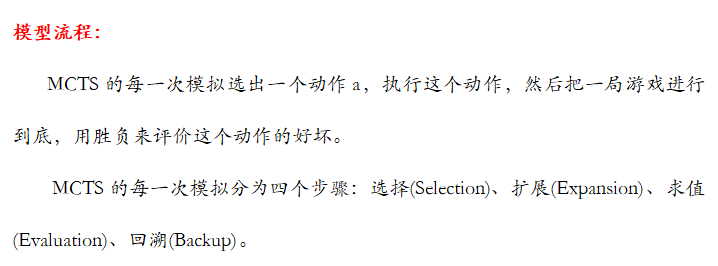 模型流程：
MCTS 的每一次模拟选出一个动作 a，执行这个动作，然后把一局游戏进行
到底，用胜负来评价这个动作的好坏。
MCTS 的每一次模拟分为四个步骤：选择(Selection)、扩展(Expansion)、求值
(Evaluation)、回溯(Backup)。